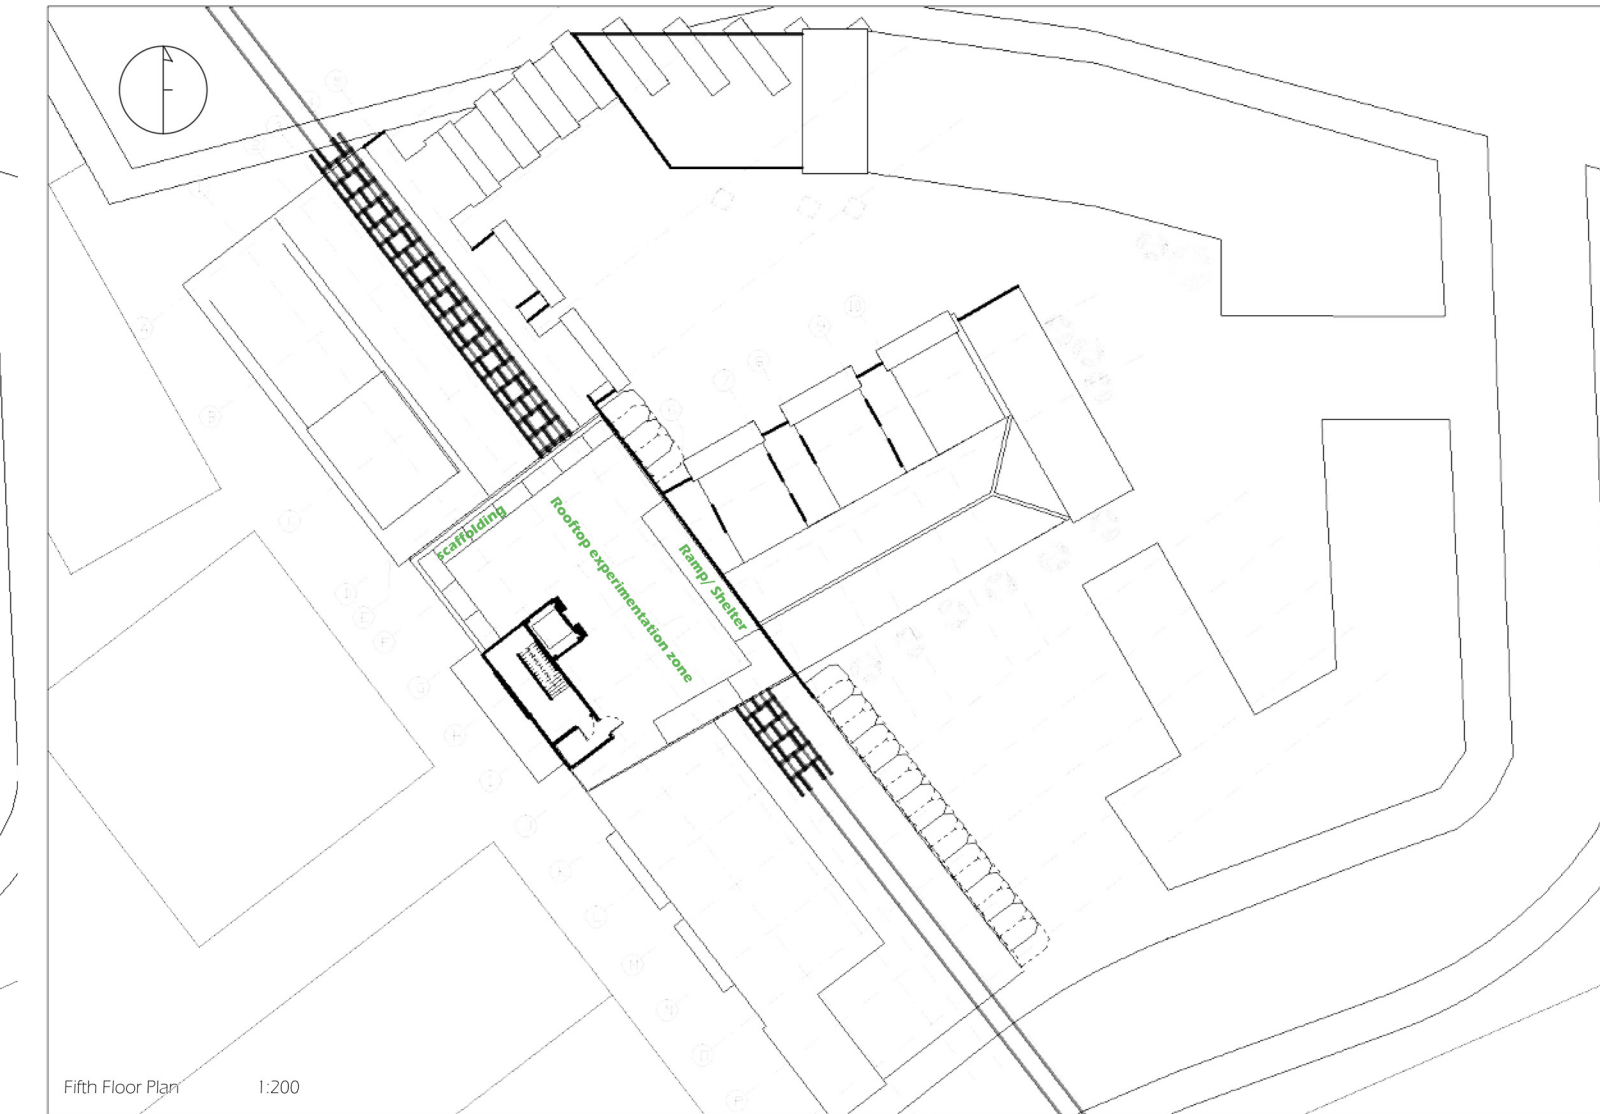 scaffolding
Rooftop experimentation zone
Ramp/ Shelter
Fifth Floor Plan 1:200